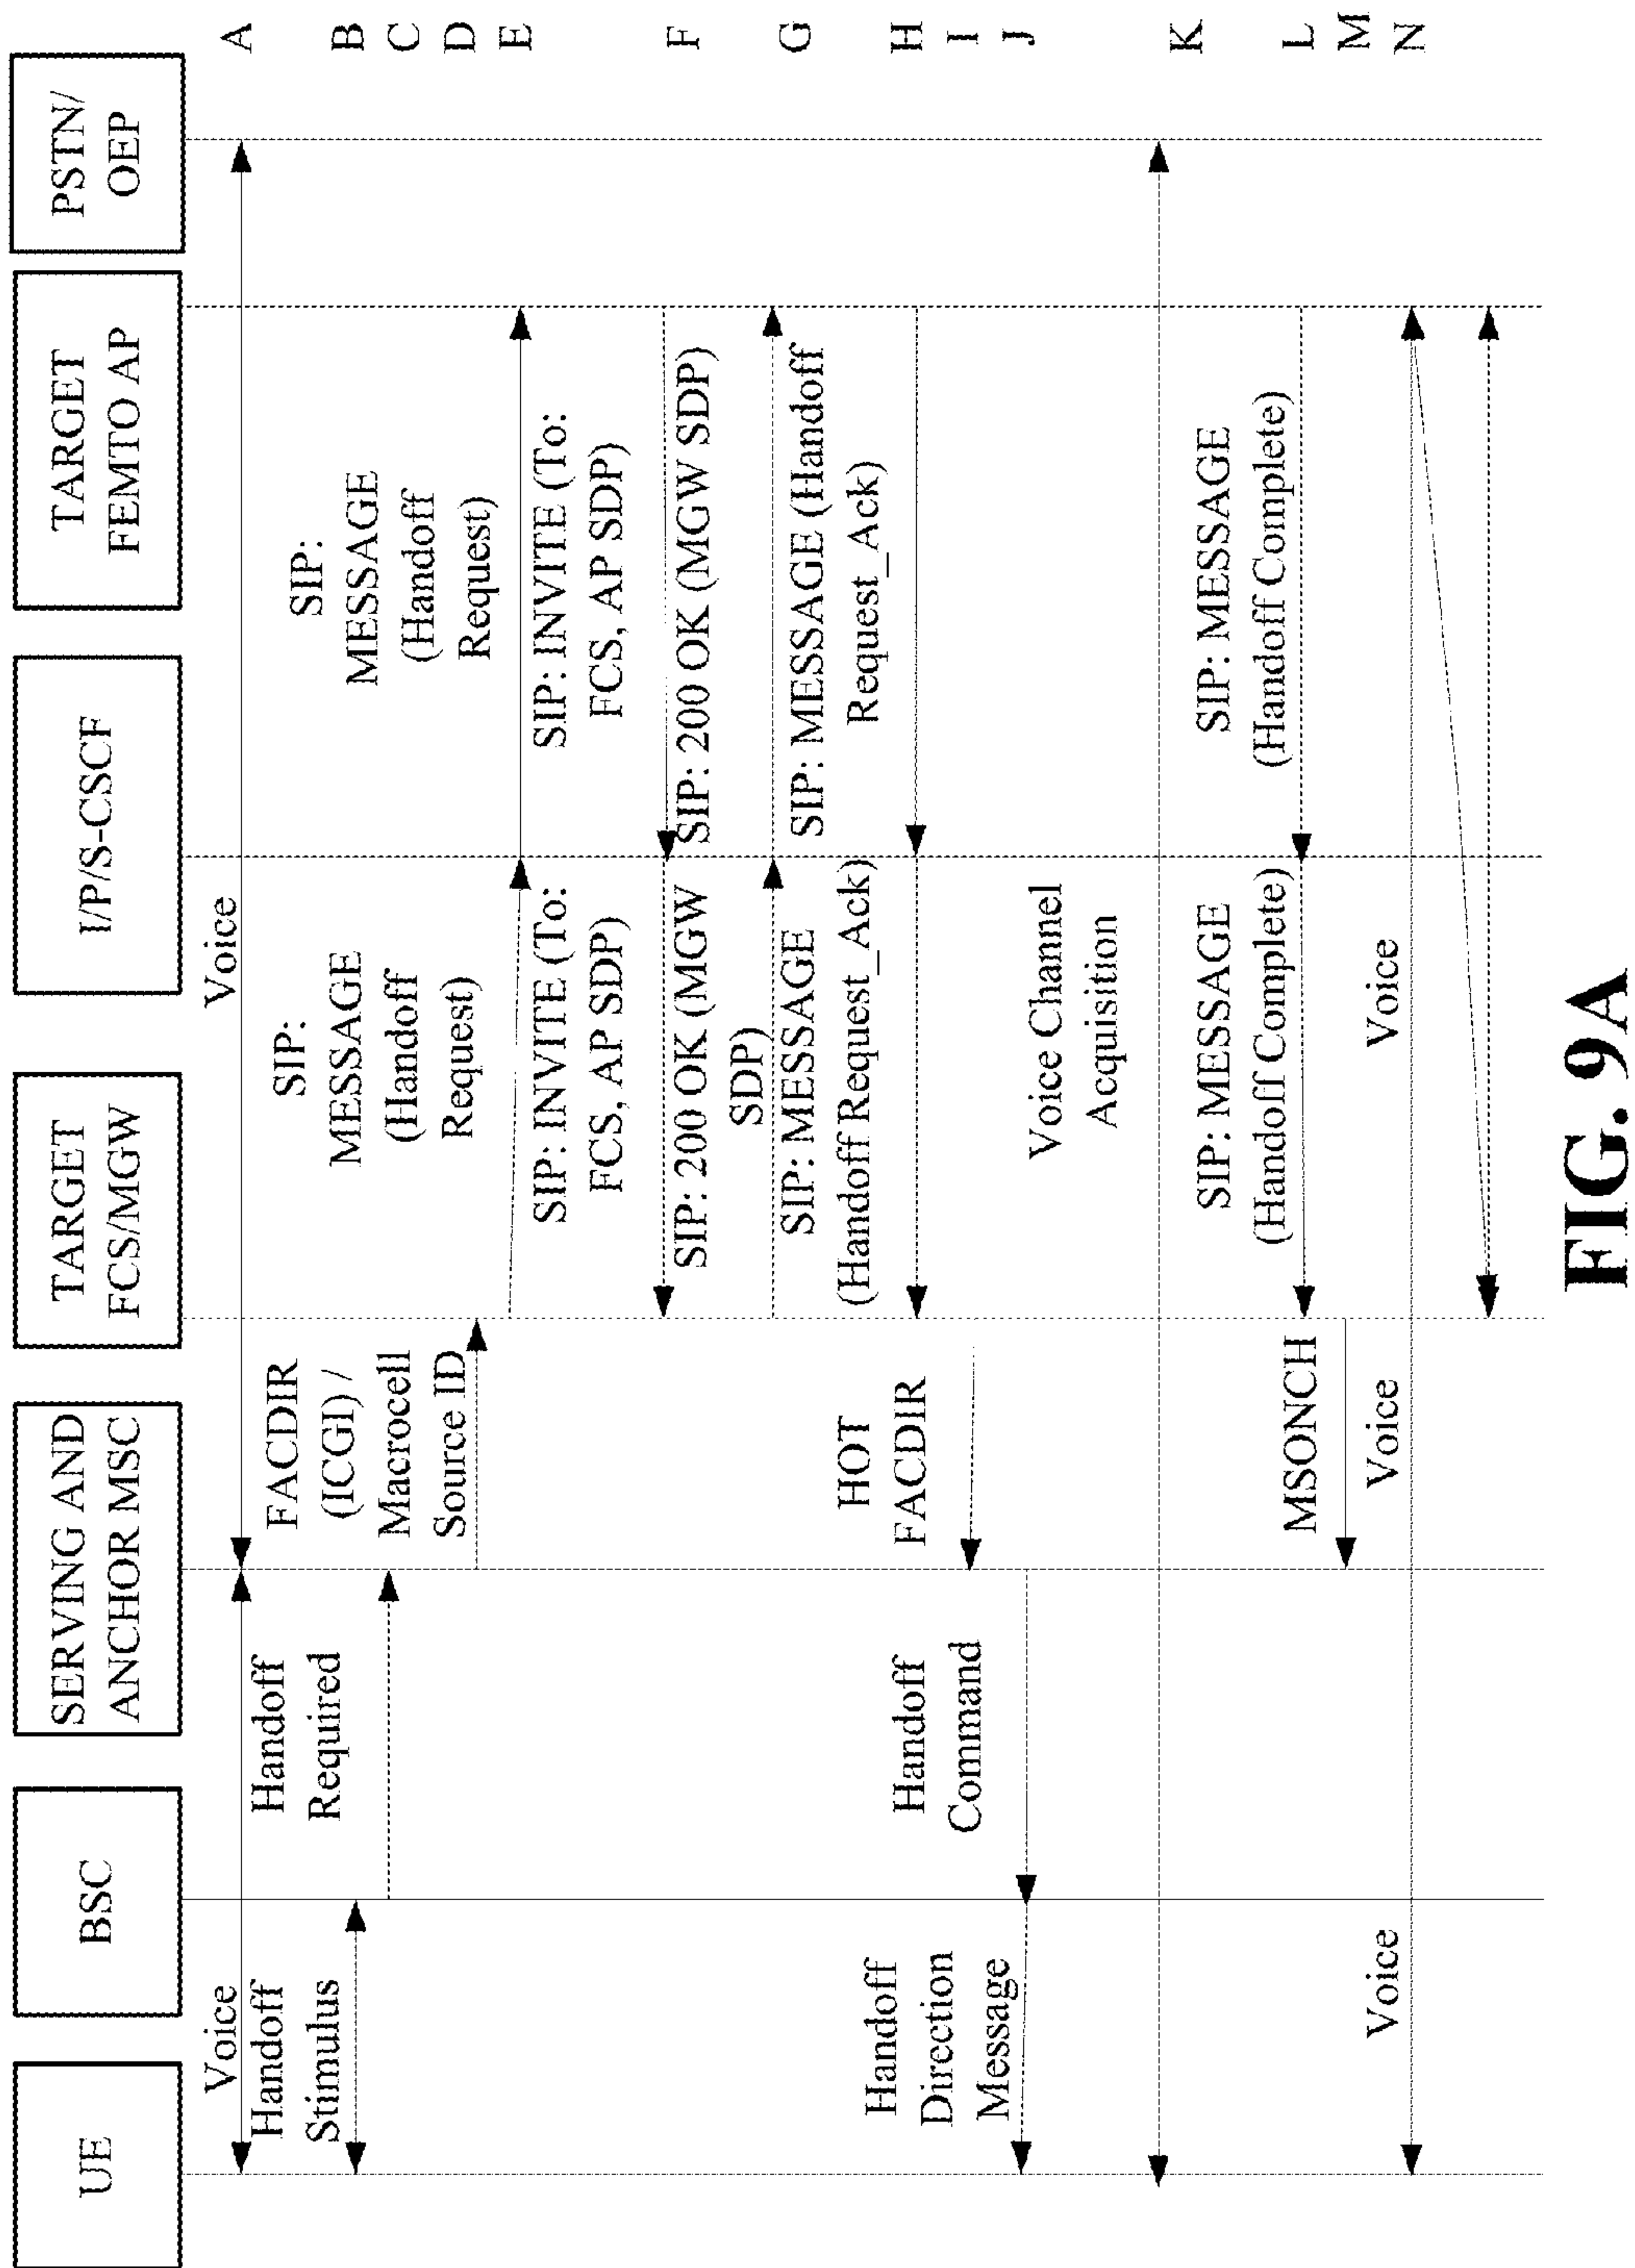 UE
BSC
SERVING AND
ANCHOR MSC
TARGET
FCS/MGW
I/P/S-CSCF
TARGET
FEMTO AP
PSTN/
OEP
Voice
Voice
A
Handoff
Stimulus
Handoff
Required
FACDIR
(ICGI) /
Macrocell
Source ID
SIP:
MESSAGE
(Handoff
Request)
SIP:
MESSAGE
(Handoff
Request)
B
C
D
E
SIP: INVITE (To:
FCS, AP SDP)
SIP: INVITE (To:
FCS, AP SDP)
F
SIP: 200 OK (MGW
SDP)
SIP: 200 OK (MGW SDP)
G
SIP: MESSAGE
(Handoff Request_Ack)
SIP: MESSAGE (Handoff
Request_Ack)
H
Handoff
Direction
Message
Handoff
Command
HOT
FACDIR
I
J
Voice Channel
Acquisition
K
SIP: MESSAGE
(Handoff Complete)
SIP: MESSAGE
(Handoff Complete)
L
MSONCH
M
Voice
Voice
Voice
N
FIG. 9A